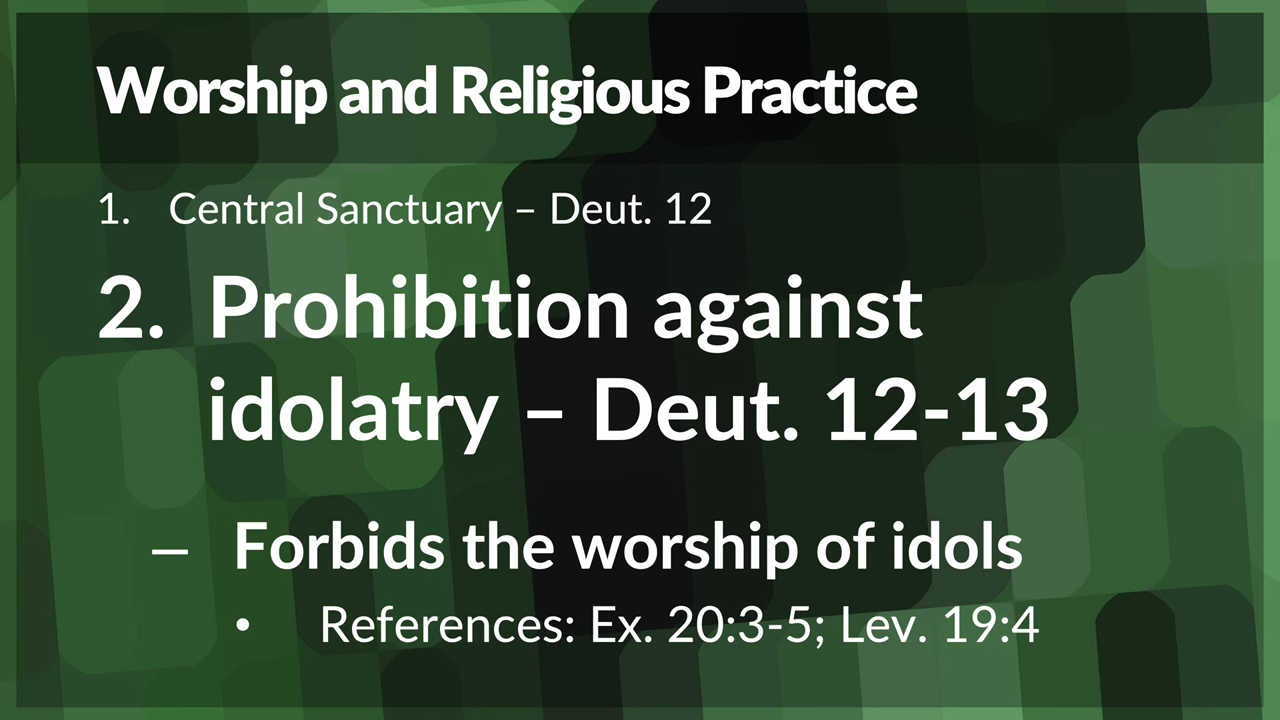 Worship and Religious Practice
1. Central Sanctuary – Deut. 12
2. Prohibition against
idolatry – Deut. 12-13
– Forbids the worship of idols
• References: Ex. 20:3-5; Lev. 19:4